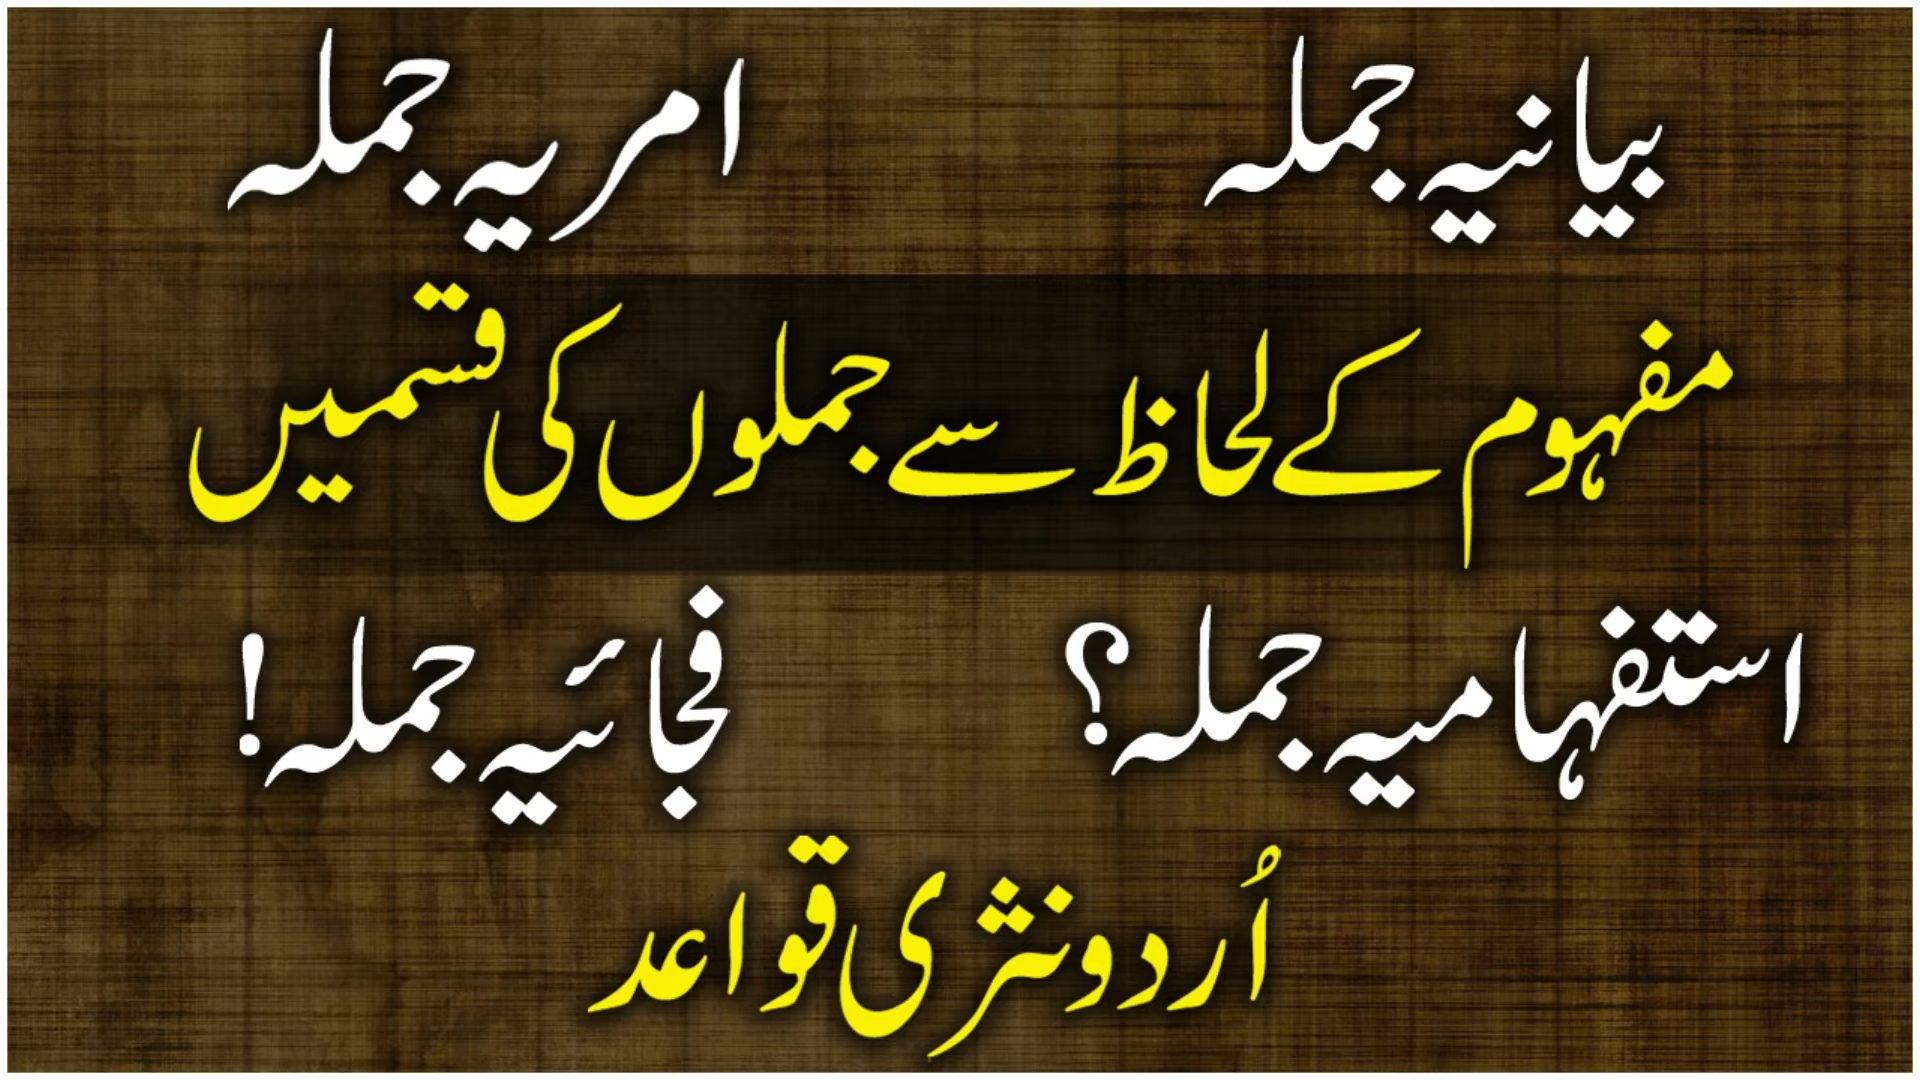 بیانیہ جملہ امریہ جملہ
مفہوم کے لحاظ سے جملوں کی قسمیں
استفہامیہ جملہ؟ فجائیہ جملہ!
اُردو نثری قواعد